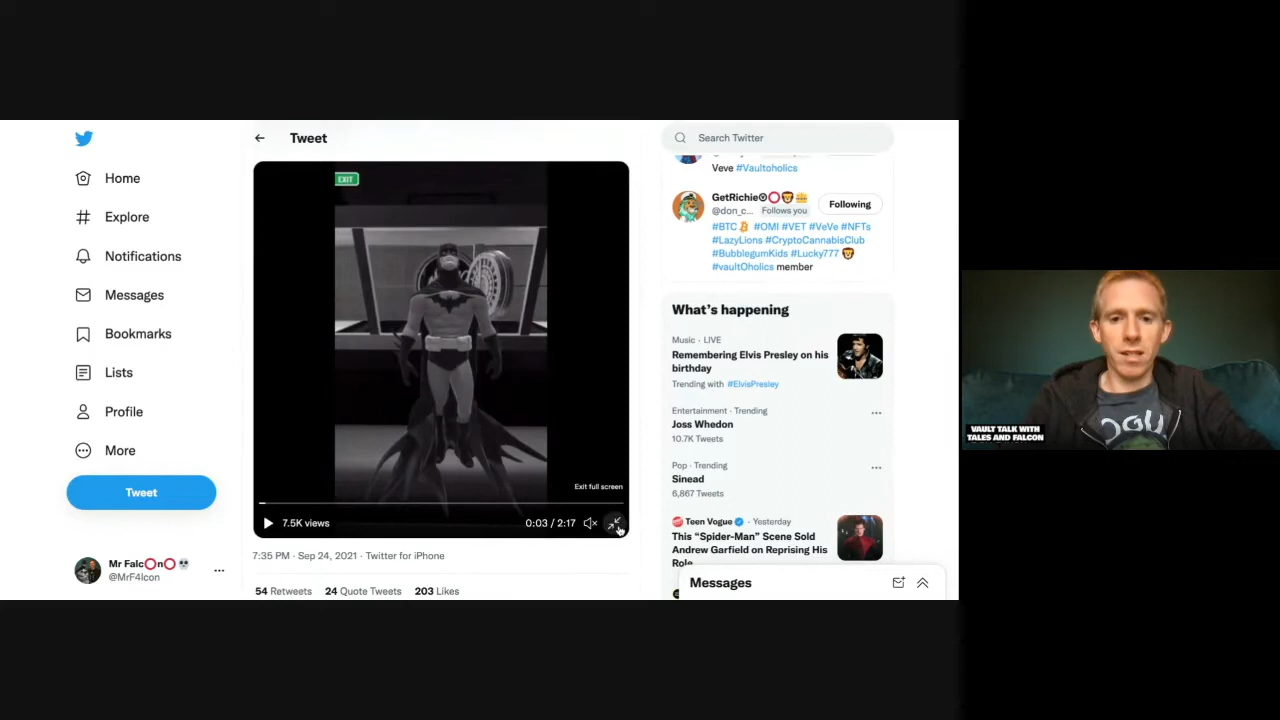 Home
Explore
Notifications
Messages
Bookmarks
Lists
Profile
More
Tweet
Mr Falc⭕n⭕ 💀
@MrF4lcon
Tweet
EXIT
Exit full screen
7.5K views
0:03 / 2:17
7:35 PM · Sep 24, 2021 · Twitter for iPhone
54 Retweets 24 Quote Tweets 203 Likes
Search Twitter
Veve #Vaultoholics
GetRichie
@don_c... Follows you
Following
#BTC #OMI #VET #VeVe #NFTs
#LazyLions #CryptoCannabisClub
#BubblegumKids #Lucky777
#vaultOholics member
What's happening
Music · LIVE
Remembering Elvis Presley on his
birthday
Trending with #ElvisPresley
Entertainment · Trending
Joss Whedon
10.7K Tweets
Pop · Trending
Sinead
6,867 Tweets
Teen Vogue · Yesterday
This “Spider-Man” Scene Sold
Andrew Garfield on Reprising His
Role
Messages
VAULT TALK WITH
TALES AND FALCON